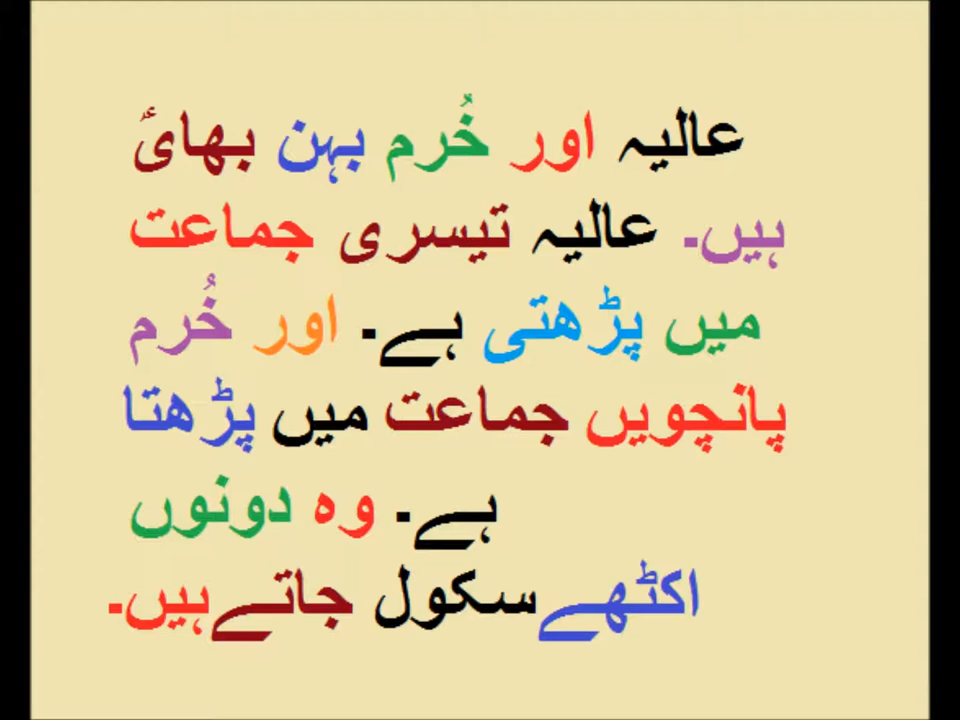 عالیہ اور خُرم بہن بھائ
ہیں۔ عالیہ تیسری جماعت
میں پڑھتی ہے۔ اور خُرم
پانچویں جماعت میں پڑھتا
ہے۔ وہ دونوں
اکٹھے سکول جاتے ہیں۔